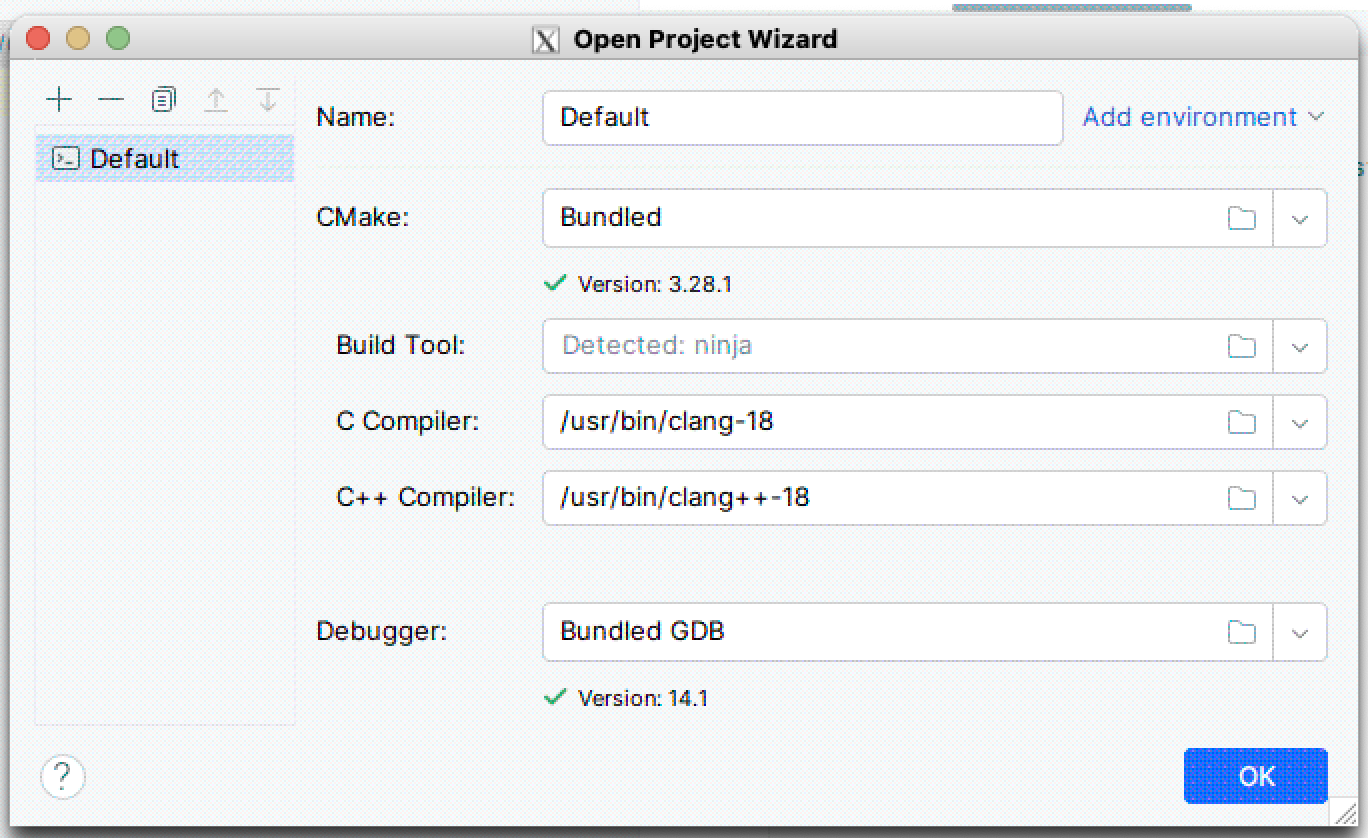 Open Project Wizard
Name: Default Add environment
Default
CMake: Bundled
Version: 3.28.1
Build Tool: Detected: ninja
C Compiler: /usr/bin/clang-18
C++ Compiler: /usr/bin/clang++-18
Debugger: Bundled GDB
Version: 14.1
? OK